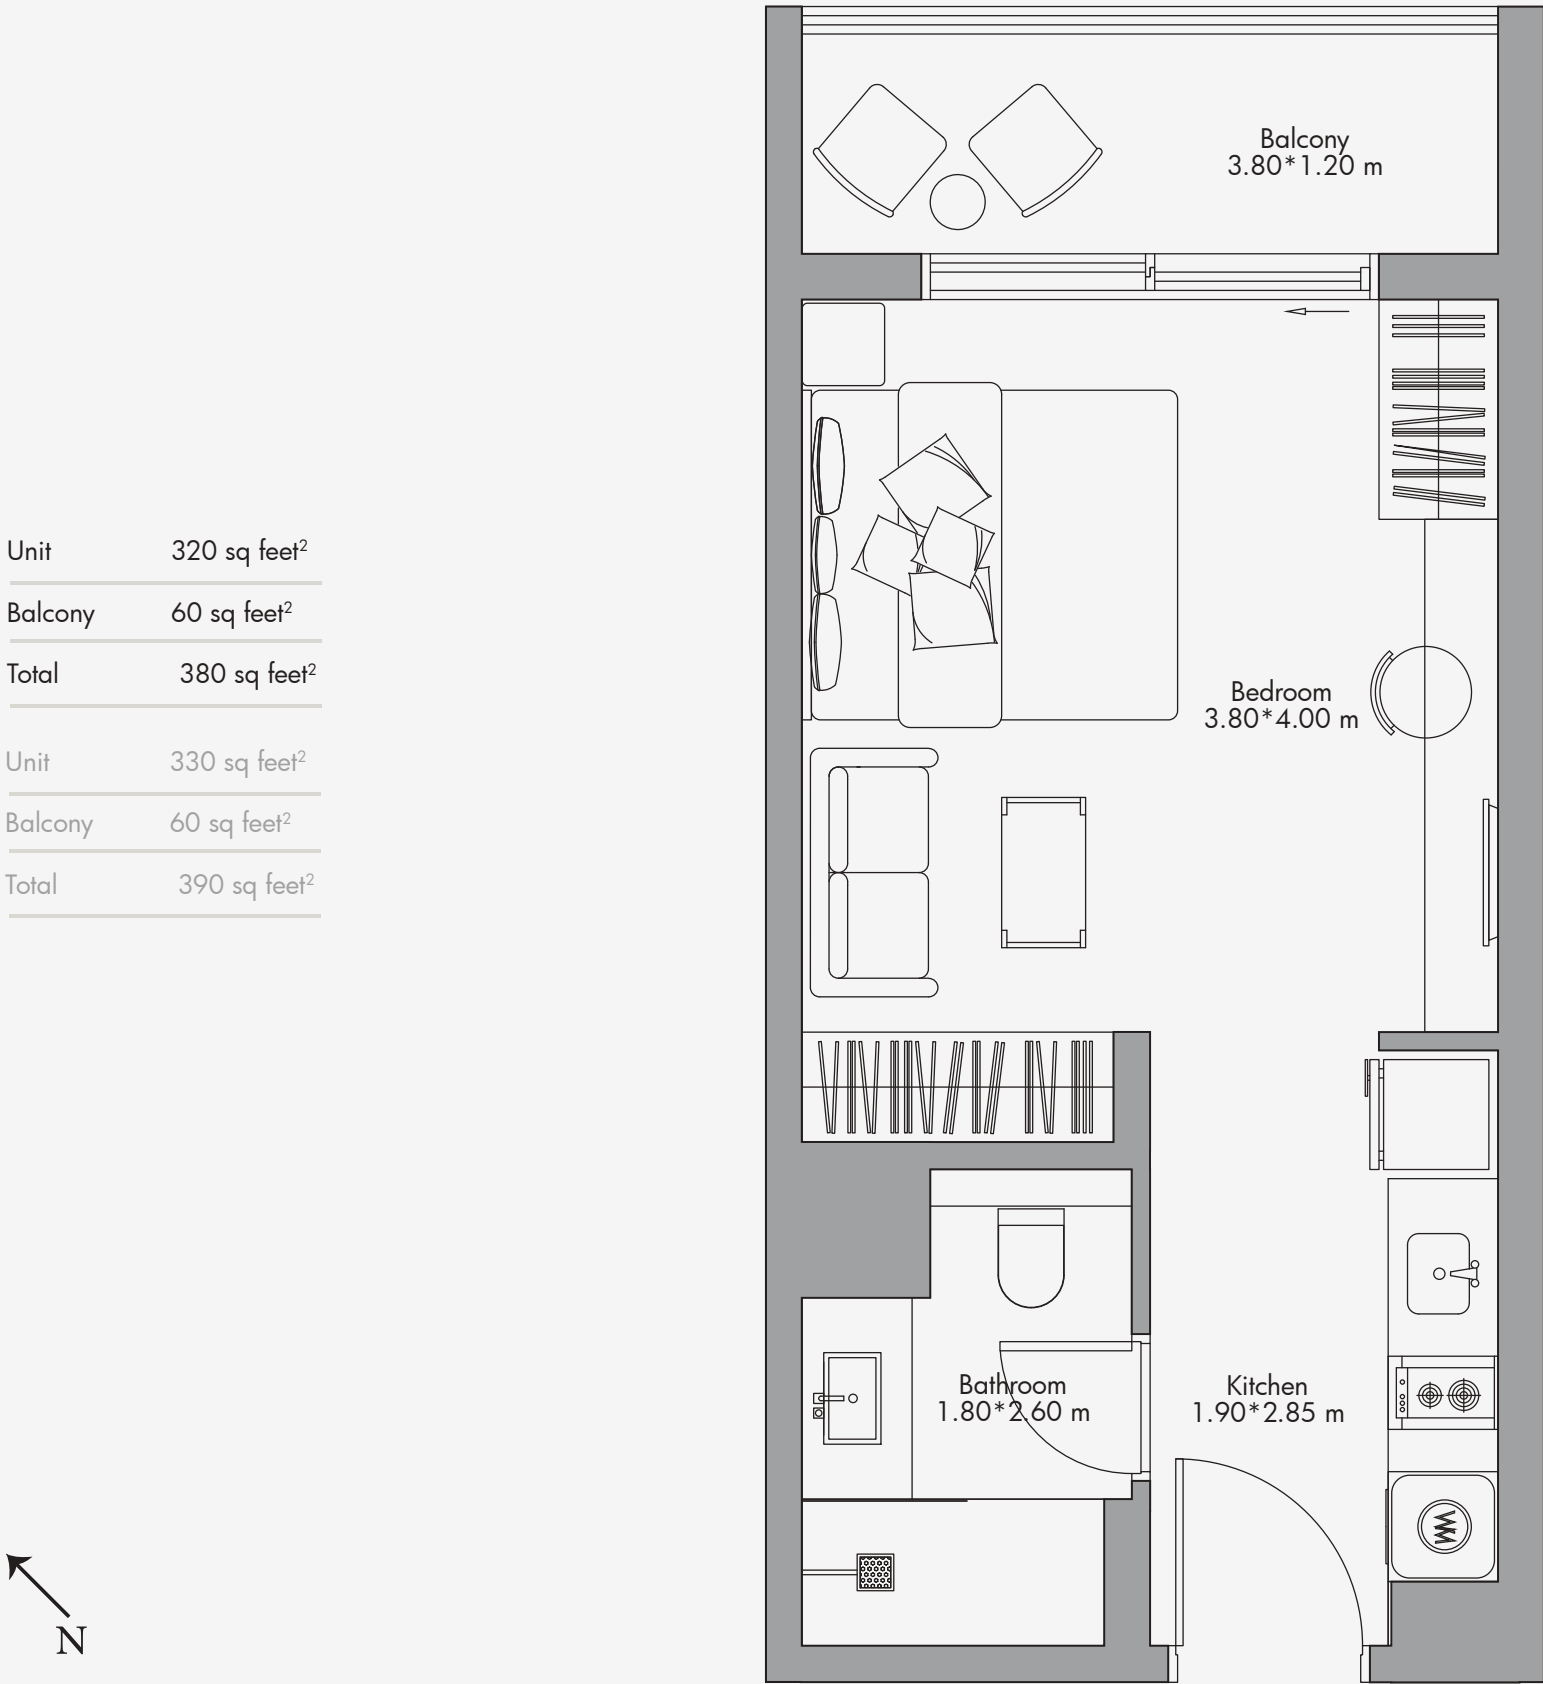 Balcony
3.80*1.20 m
Unit 320 sq feet²
Balcony 60 sq feet²
Total 380 sq feet²
Bedroom
3.80*4.00 m
Unit 330 sq feet²
Balcony 60 sq feet²
Total 390 sq feet²
Bathroom
1.80*2.60 m
Kitchen
1.90*2.85 m
WM
N